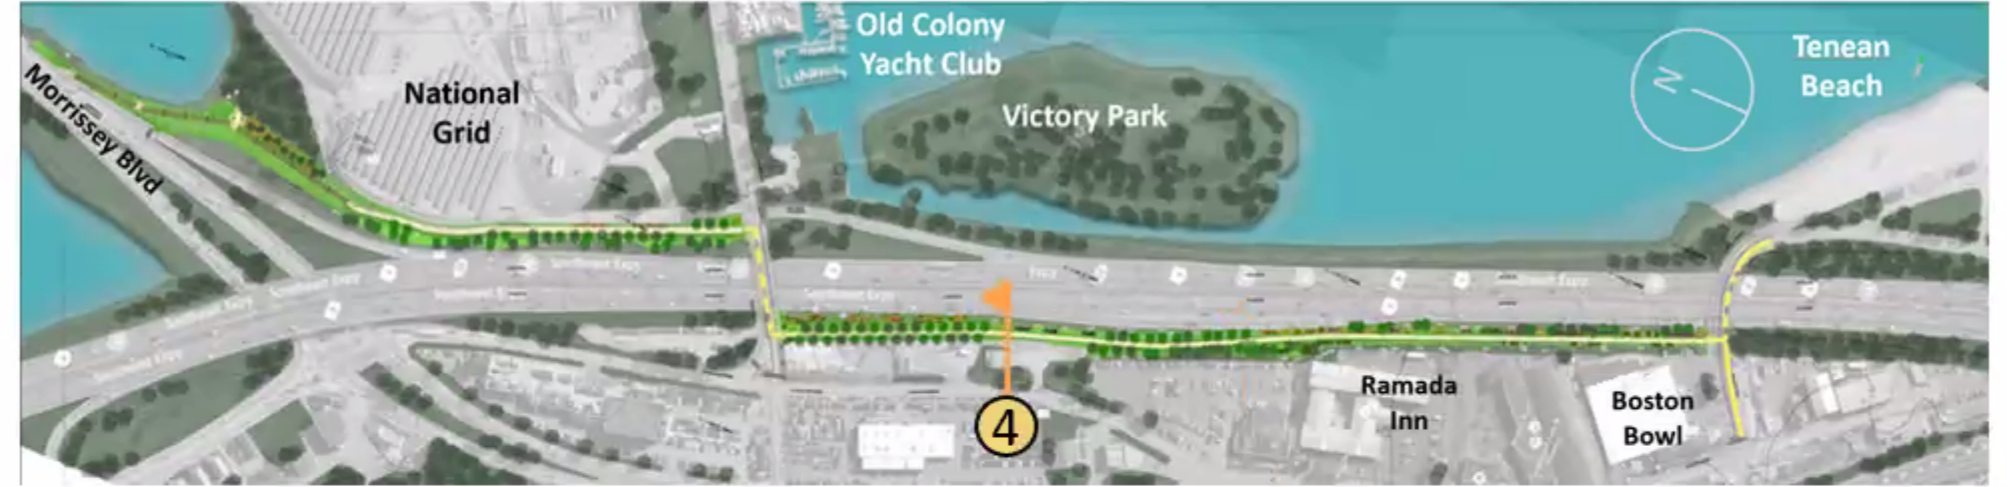 Old Colony
Yacht Club
Tenean
Beach
Morrissey Blvd
National
Grid
Victory Park
N
4
Ramada
Inn
Boston
Bowl